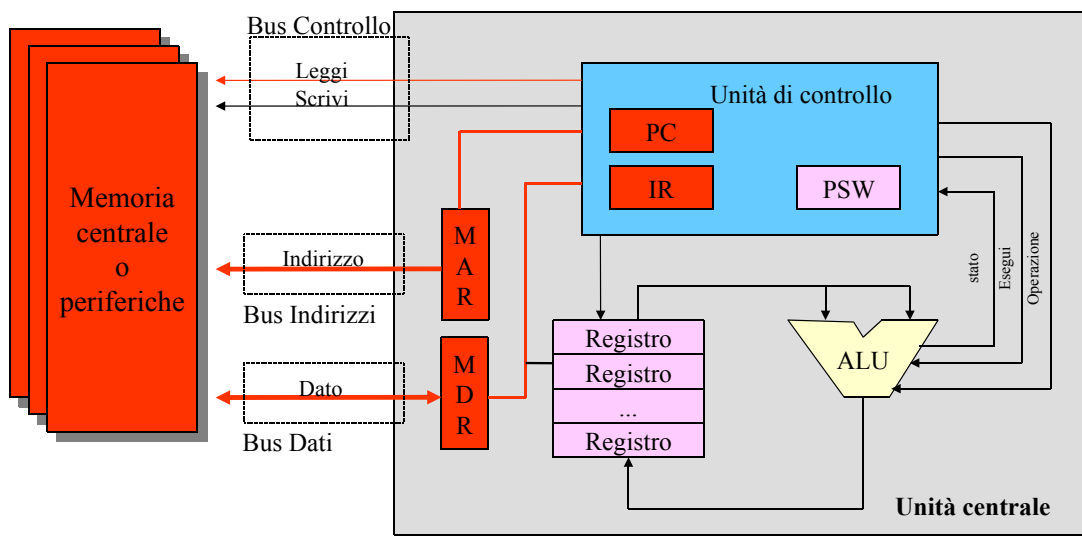 Bus Controllo
Leggi
Scrivi
Unità di controllo
PC
IR
PSW
Memoria
centrale
o
periferiche
M
A
R
Indirizzo
Bus Indirizzi
stato
Esegui
Operazione
Registro
Registro
...
Registro
ALU
M
D
R
Dato
Bus Dati
Unità centrale